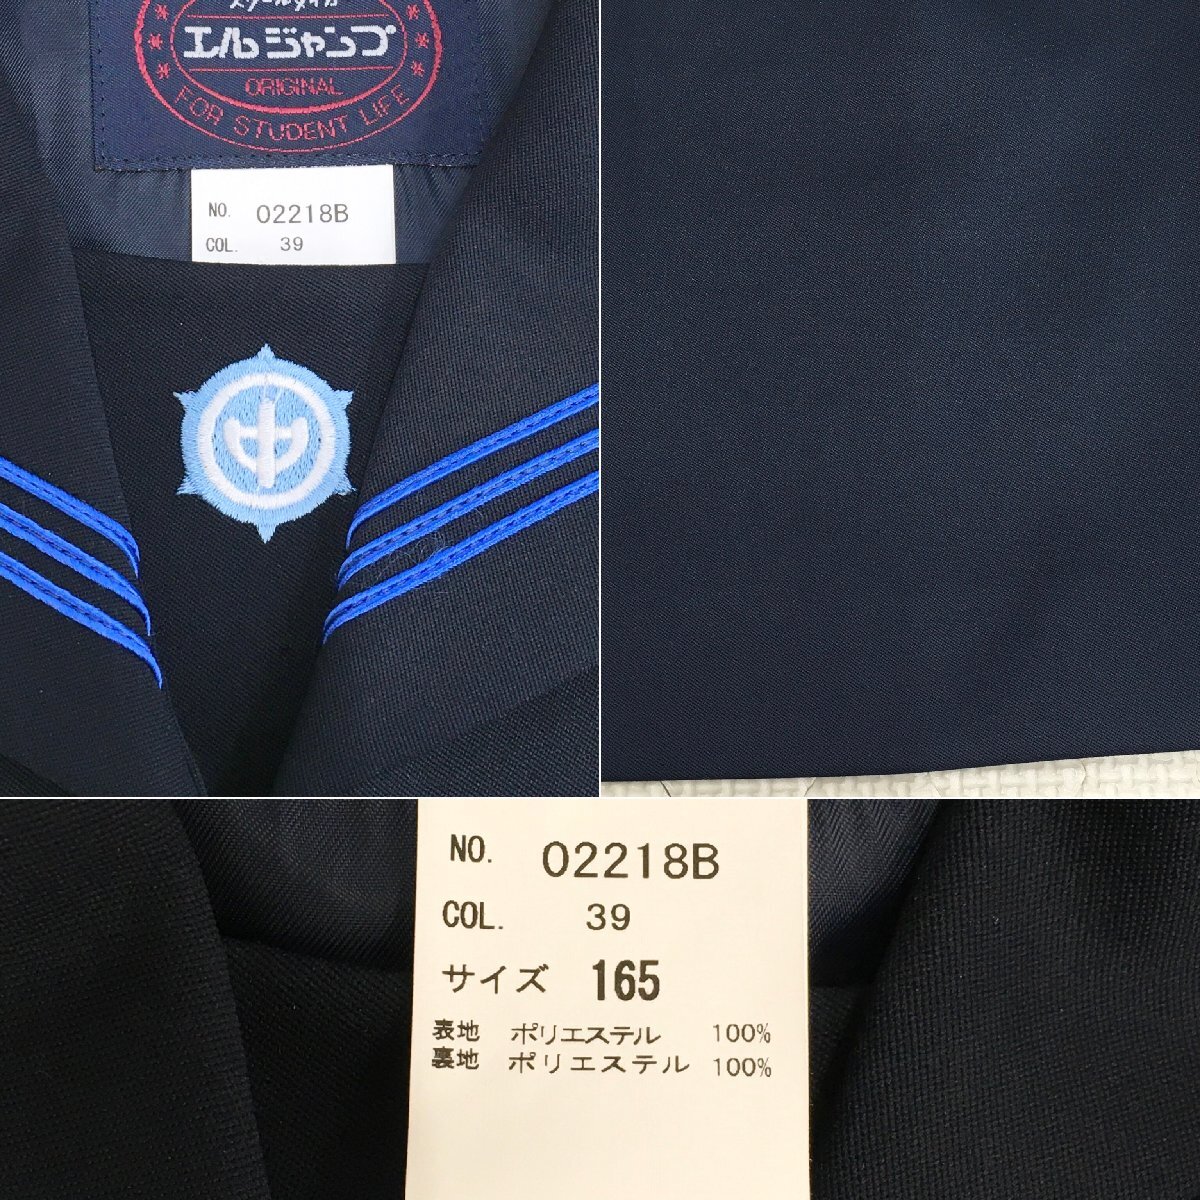 エルジャンプ
ORIGINAL
FOR STUDENT LIFE
NO. 02218B
COL. 39
中
NO. 02218B
COL. 39
サイズ 165
表地 ポリエステル 100%
裏地 ポリエステル 100%